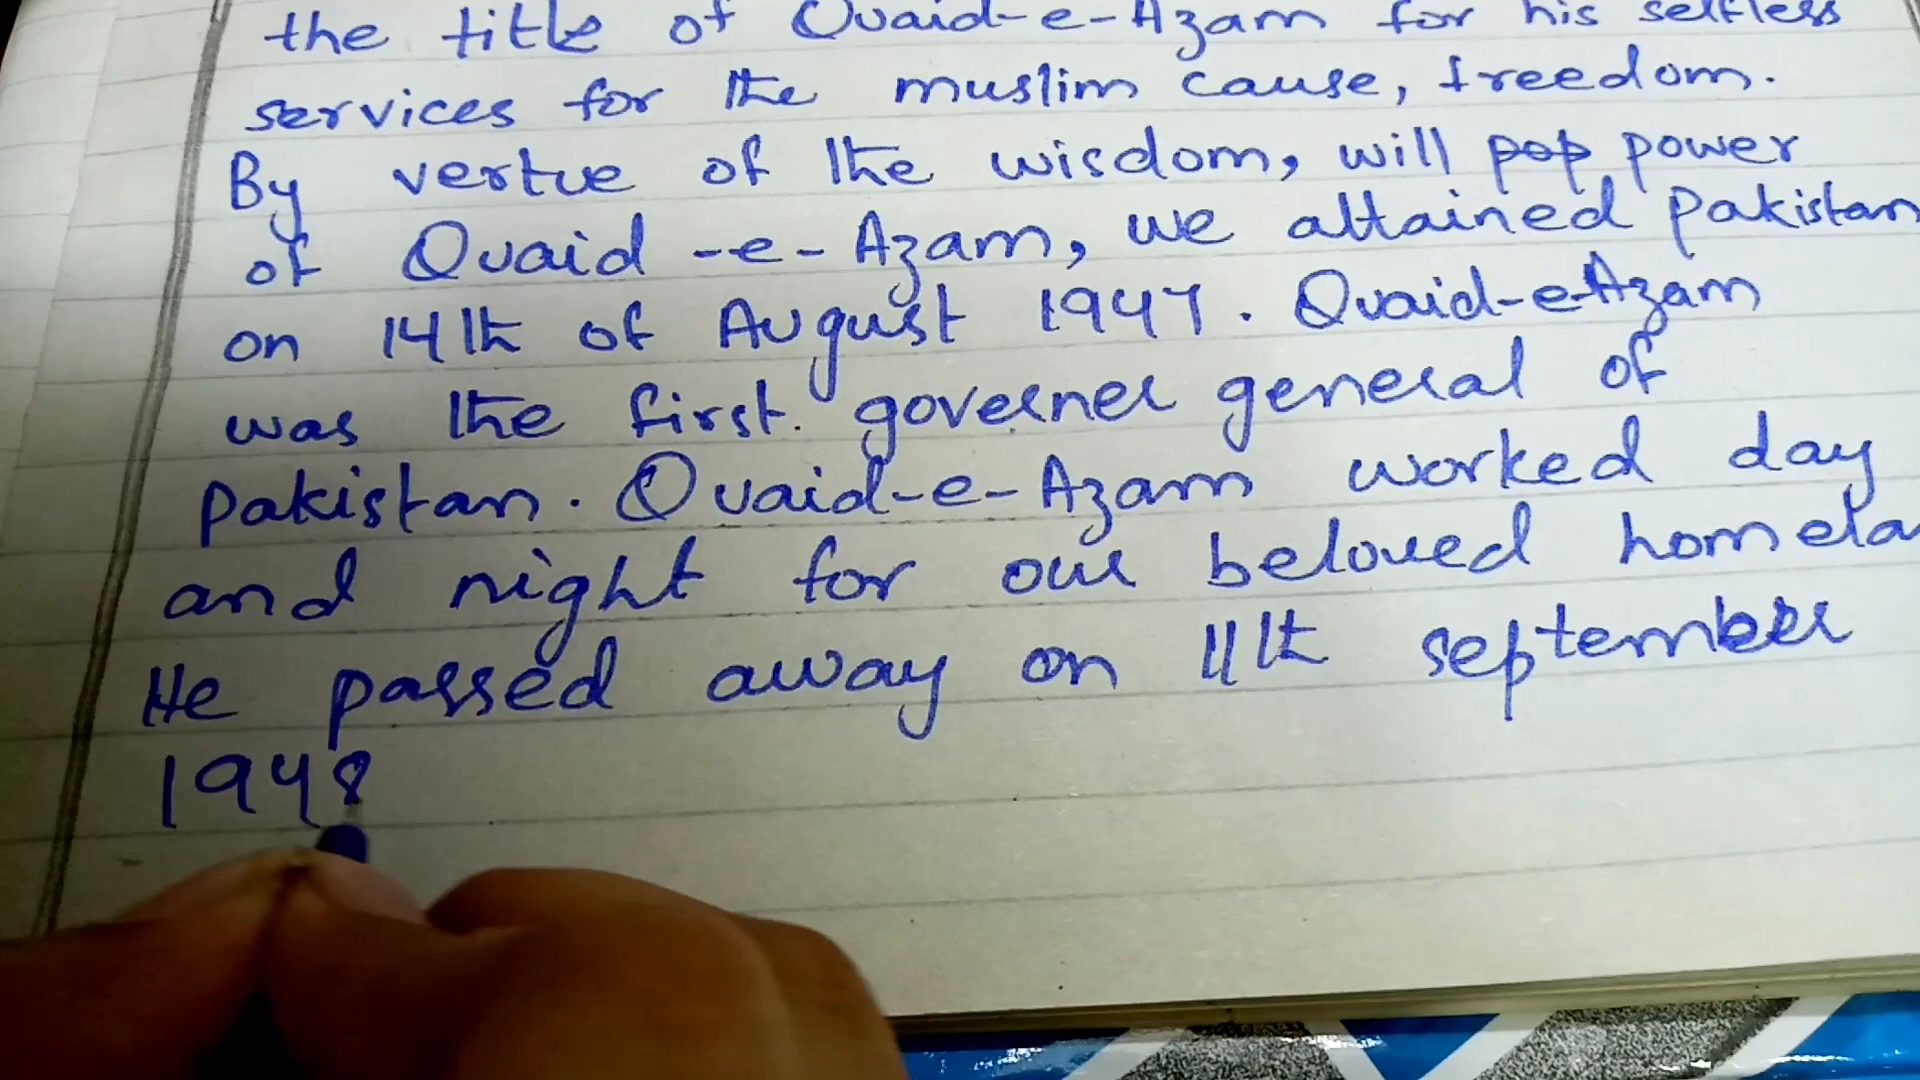 the title of Quaid-e-Azam for his selfless
services for the muslim cause, freedom.
By vertue of the wisdom, will pop power
of Quaid-e-Azam, we attained Pakistan
on 14th of August 1947. Quaid-e-Azam
was the first. governer general of
Pakistan. Quaid-e-Azam worked day
and night for our beloved homela
He passed away on 11th september
1948